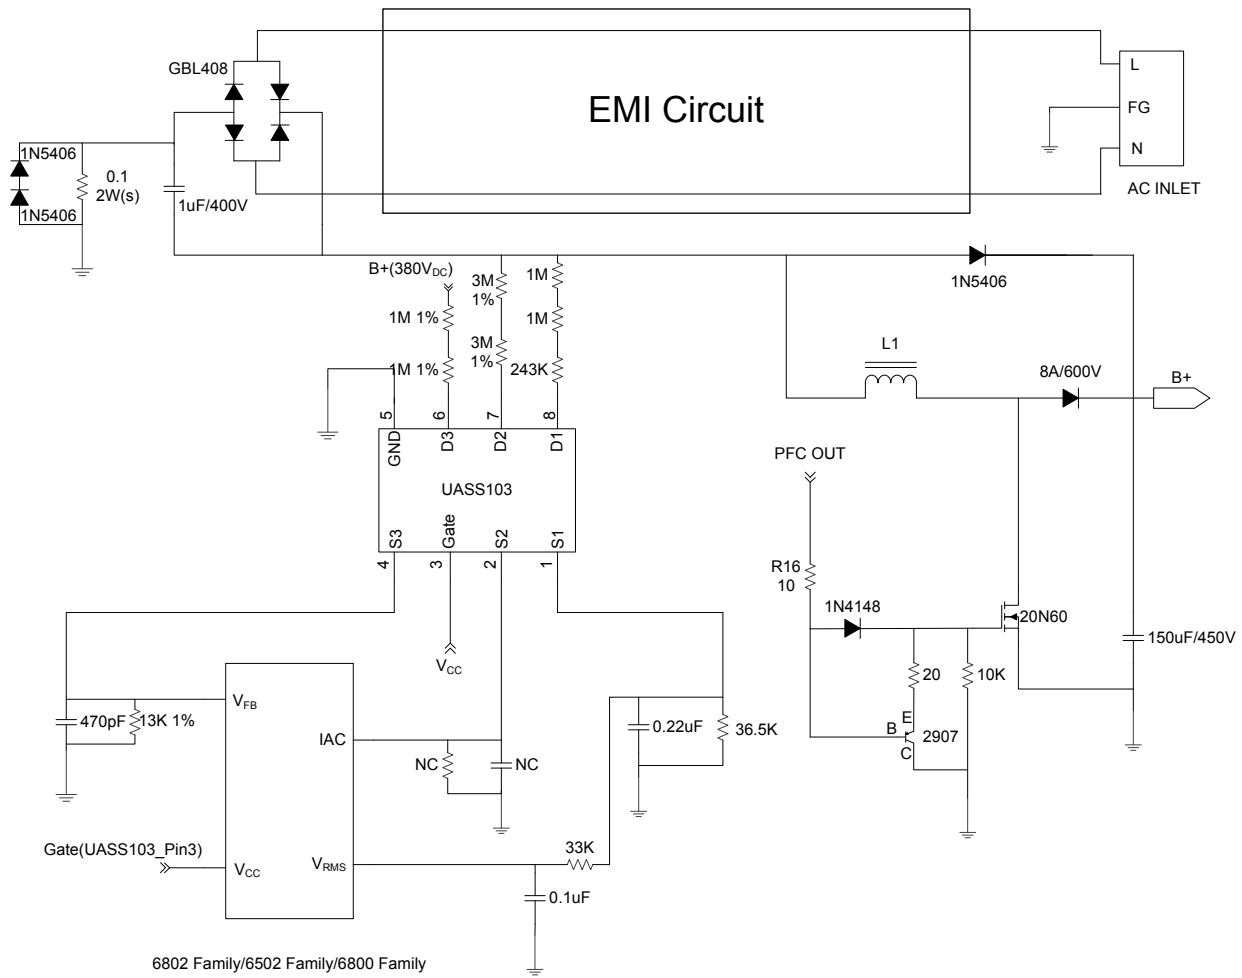 GBL408
EMI Circuit
L
FG
N
AC INLET
1N5406
0.1
2W(s)
1N5406
1uF/400V
B+(380VDC)
3M
1%
1M
1N5406
1M 1%
1M
3M
1%
1M 1%
243K
L1
8A/600V
B+
5
6
7
8
GND
D3
D2
D1
UASS103
PFC OUT
S3
Gate
S2
S1
4
3
2
1
R16
10
1N4148
20N60
150uF/450V
VCC
20
10K
E
B
2907
C
VFB
470pF
13K 1%
IAC
0.22uF
36.5K
NC
NC
Gate(UASS103_Pin3)
VCC
VRMS
33K
0.1uF
6802 Family/6502 Family/6800 Family